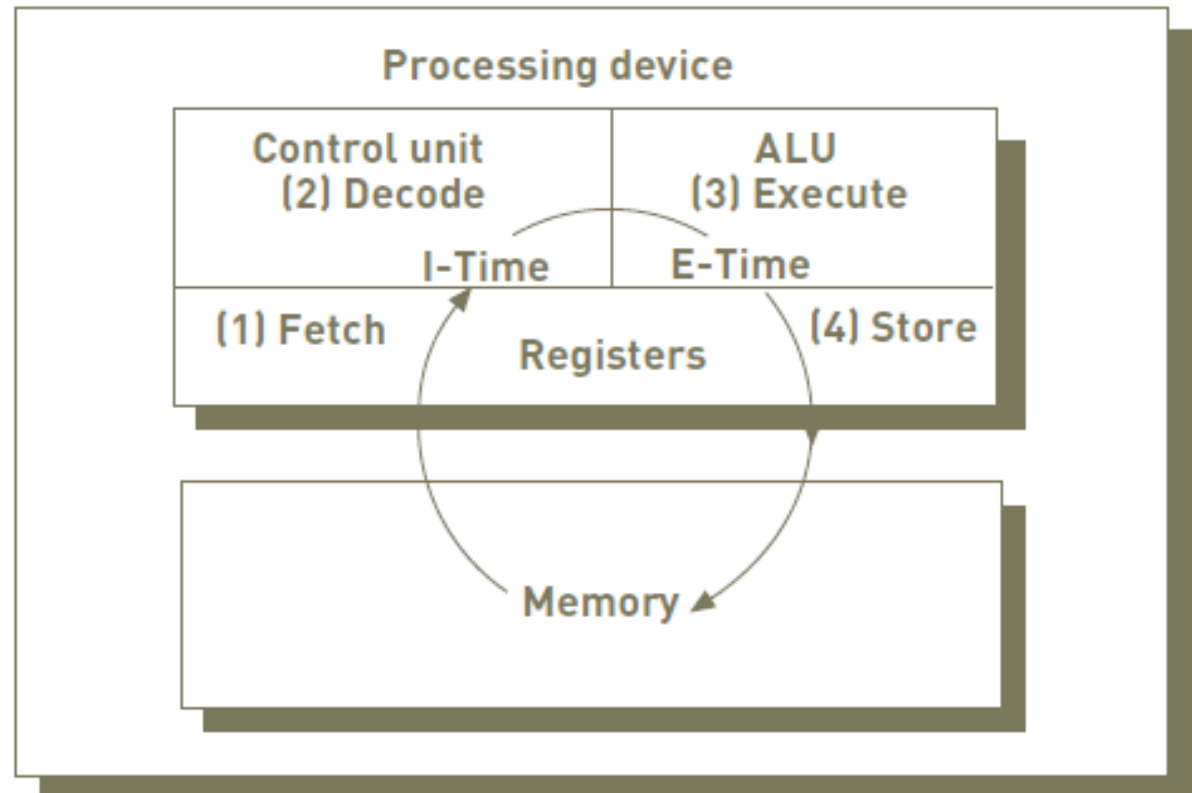 Processing device
Control unit
(2) Decode
ALU
(3) Execute
I-Time
E-Time
(1) Fetch
Registers
(4) Store
Memory